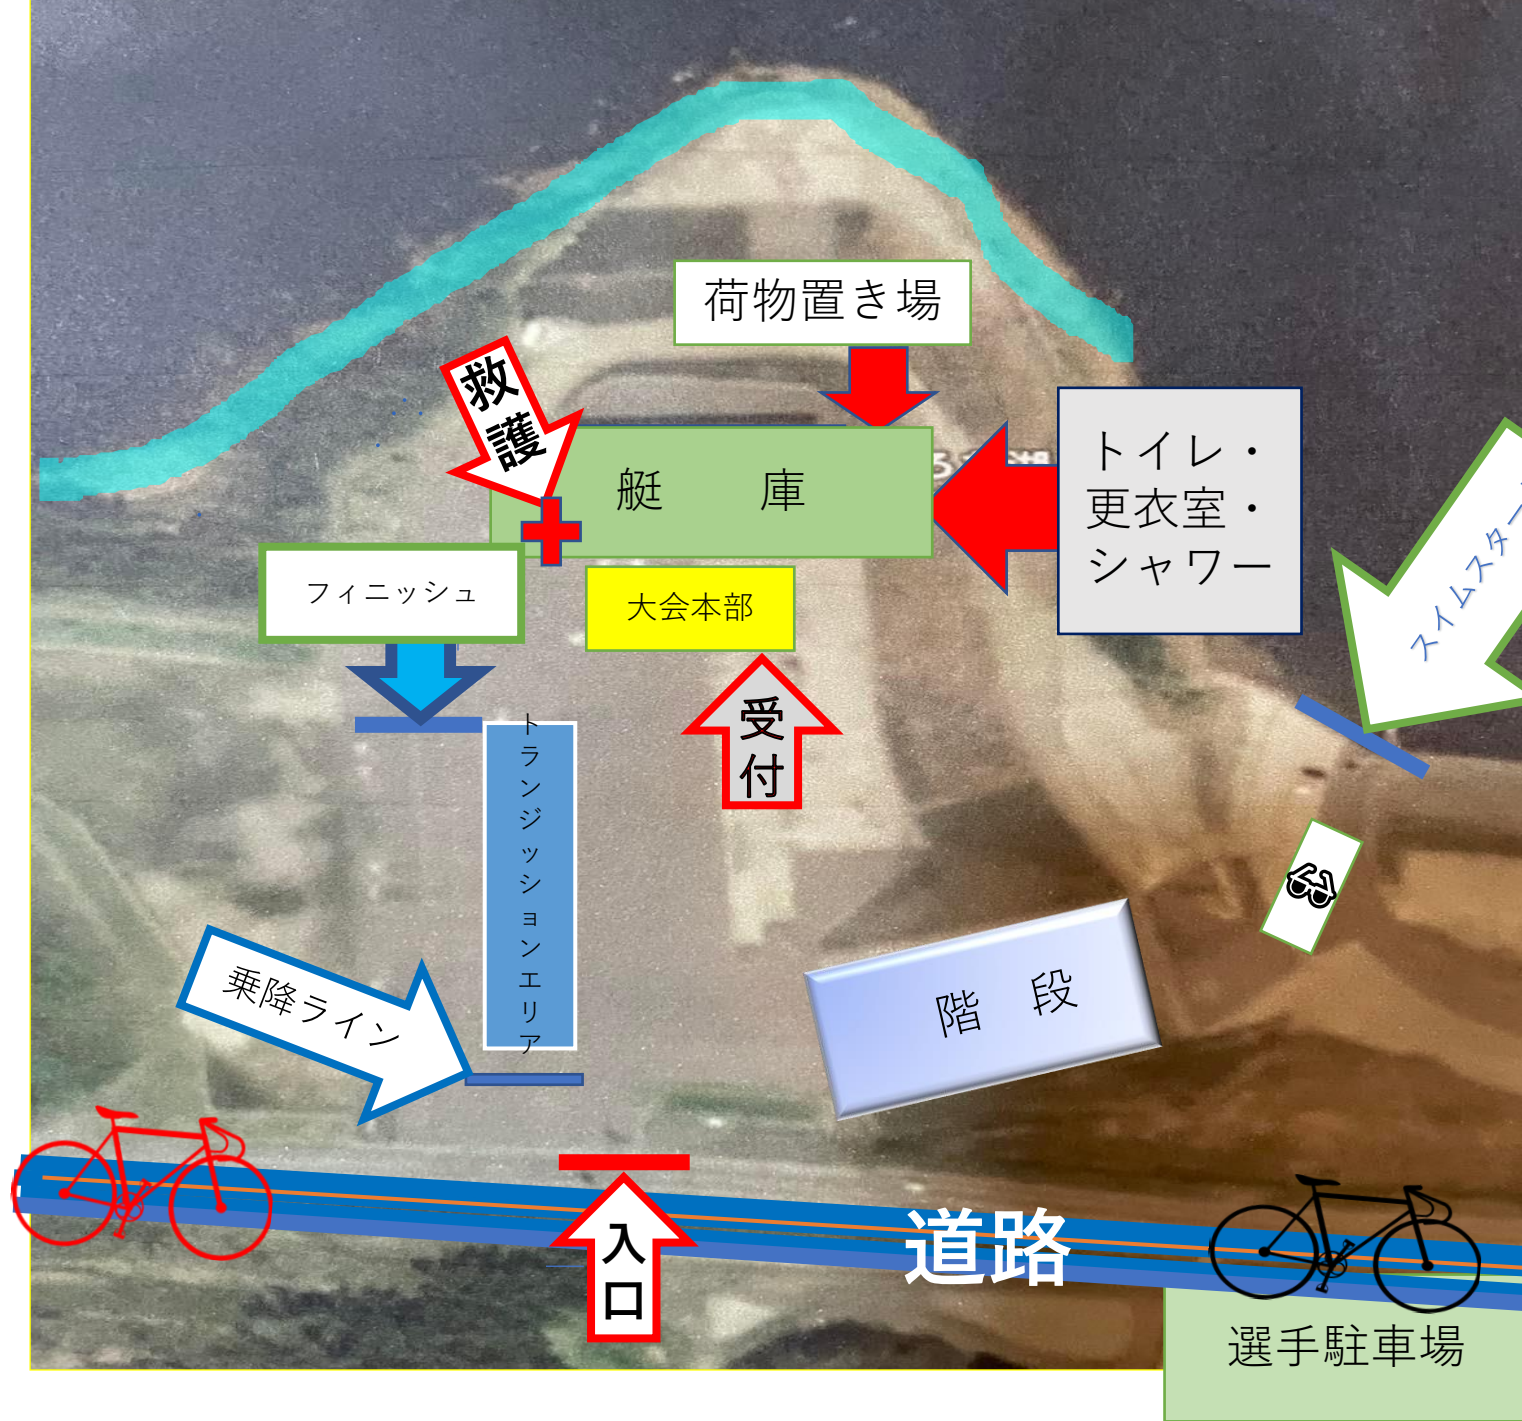 荷物置き場
救護
艇　庫
トイレ・
更衣室・
シャワー
スイムスター
フィニッシュ
大会本部
受付
トランジッションエリア
乗降ライン
階　段
道路
入口
選手駐車場